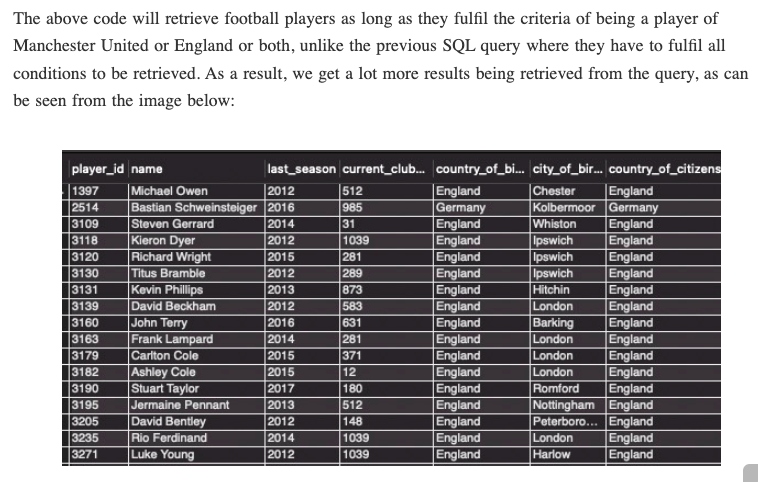 The above code will retrieve football players as long as they fulfil the criteria of being a player of
Manchester United or England or both, unlike the previous SQL query where they have to fulfil all
conditions to be retrieved. As a result, we get a lot more results being retrieved from the query, as can
be seen from the image below:
player_id name last_season current_club... country_of_bi... city_of_bir... country_of_citizens
1397 Michael Owen 2012 512 England Chester England
2514 Bastian Schweinsteiger 2016 985 Germany Kolbermoor Germany
3109 Steven Gerrard 2014 31 England Whiston England
3118 Kieron Dyer 2012 1039 England Ipswich England
3120 Richard Wright 2015 281 England Ipswich England
3130 Titus Bramble 2012 289 England Ipswich England
3131 Kevin Phillips 2013 873 England Hitchin England
3139 David Beckham 2012 583 England London England
3160 John Terry 2016 631 England Barking England
3163 Frank Lampard 2014 281 England London England
3179 Carlton Cole 2015 371 England London England
3182 Ashley Cole 2015 12 England London England
3190 Stuart Taylor 2017 180 England Romford England
3195 Jermaine Pennant 2013 512 England Nottingham England
3205 David Bentley 2012 148 England Peterboro... England
3235 Rio Ferdinand 2014 1039 England London England
3271 Luke Young 2012 1039 England Harlow England